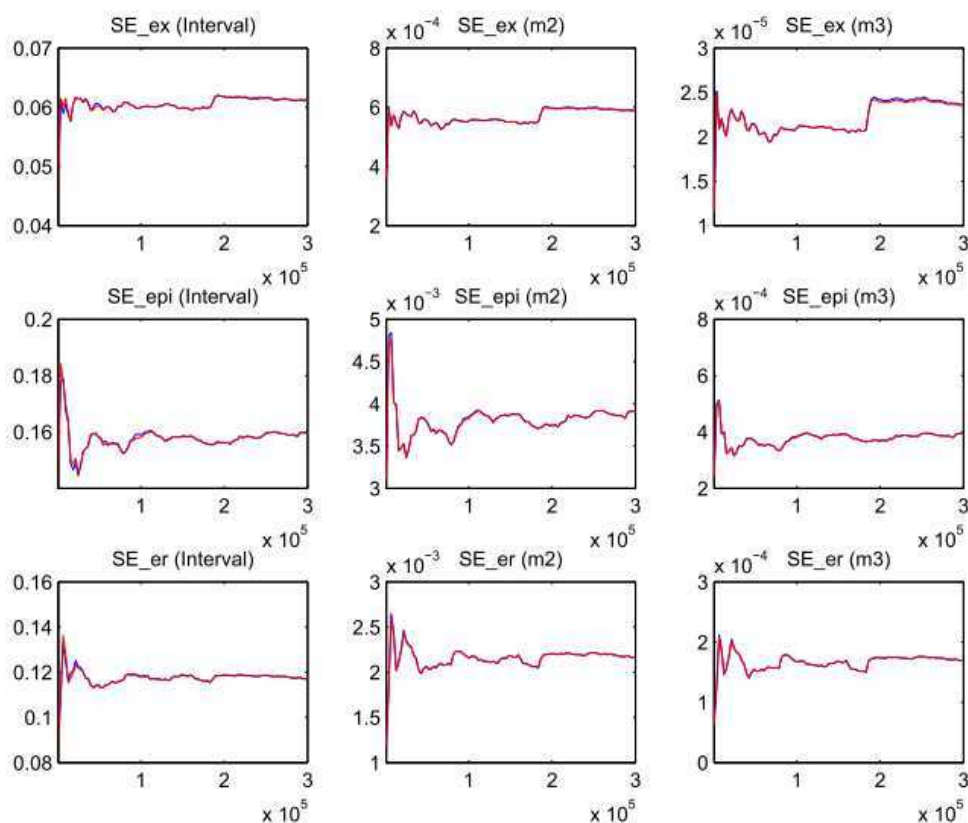 SE_ex (Interval)
0.07
0.06
0.05
0.04
1 2 3
x 10^5
x 10^-4 SE_ex (m2)
8
6
4
2
1 2 3
x 10^5
x 10^-5 SE_ex (m3)
3
2.5
2
1.5
1
1 2 3
x 10^5
SE_epi (Interval)
0.2
0.18
0.16
1 2 3
x 10^5
x 10^-3 SE_epi (m2)
5
4.5
4
3.5
3
1 2 3
x 10^5
x 10^-4 SE_epi (m3)
8
6
4
2
1 2 3
x 10^5
SE_er (Interval)
0.16
0.14
0.12
0.1
0.08
1 2 3
x 10^5
x 10^-3 SE_er (m2)
3
2.5
2
1.5
1
1 2 3
x 10^5
x 10^-4 SE_er (m3)
3
2
1
0
1 2 3
x 10^5